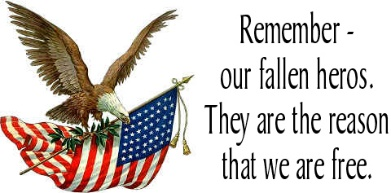 Remember -
our fallen heros.
They are the reason
that we are free.